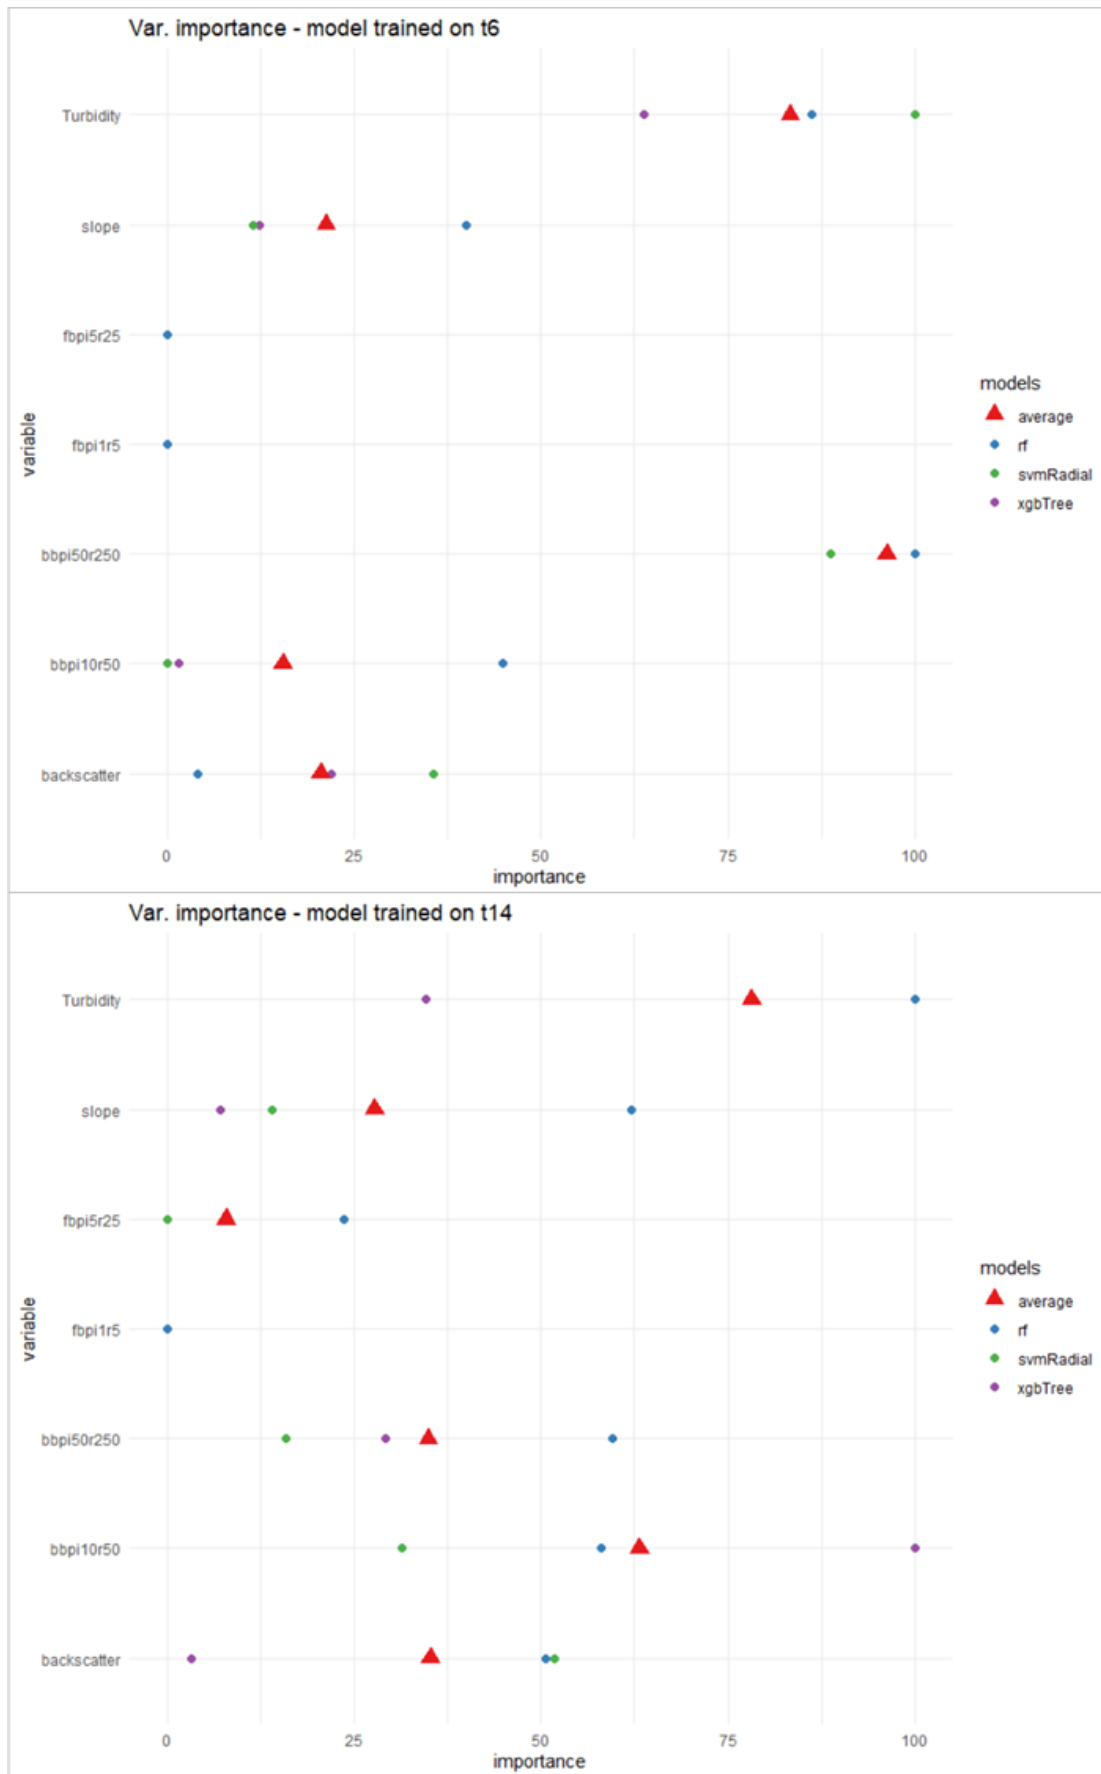 Var. importance - model trained on t6
variable
Turbidity
slope
fbpi5r25
fbpi1r5
bbpi50r250
bbpi10r50
backscatter
0 25 50 75 100
importance
models
average
rf
svmRadial
xgbTree
Var. importance - model trained on t14
variable
Turbidity
slope
fbpi5r25
fbpi1r5
bbpi50r250
bbpi10r50
backscatter
0 25 50 75 100
importance
models
average
rf
svmRadial
xgbTree